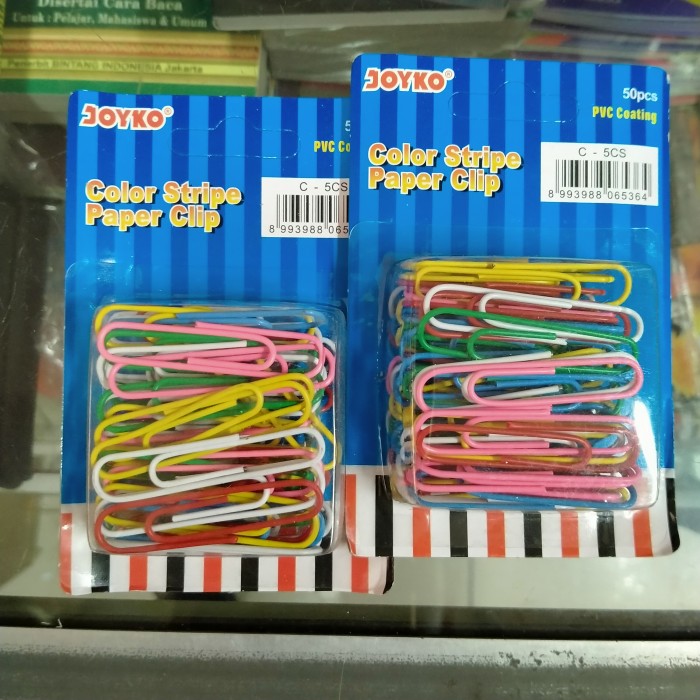 Disertai Cara Baca
Untuk : Pelajar, Mahasiswa & Umum
Penerbit BINTANG INDONESIA Jakarta
JOYKO®
PVC Co
Color Stripe
Paper Clip
C - 5CS
8 993988 065
JOYKO®
50pcs
PVC Coating
Color Stripe
Paper Clip
C - 5CS
8 993988 065364